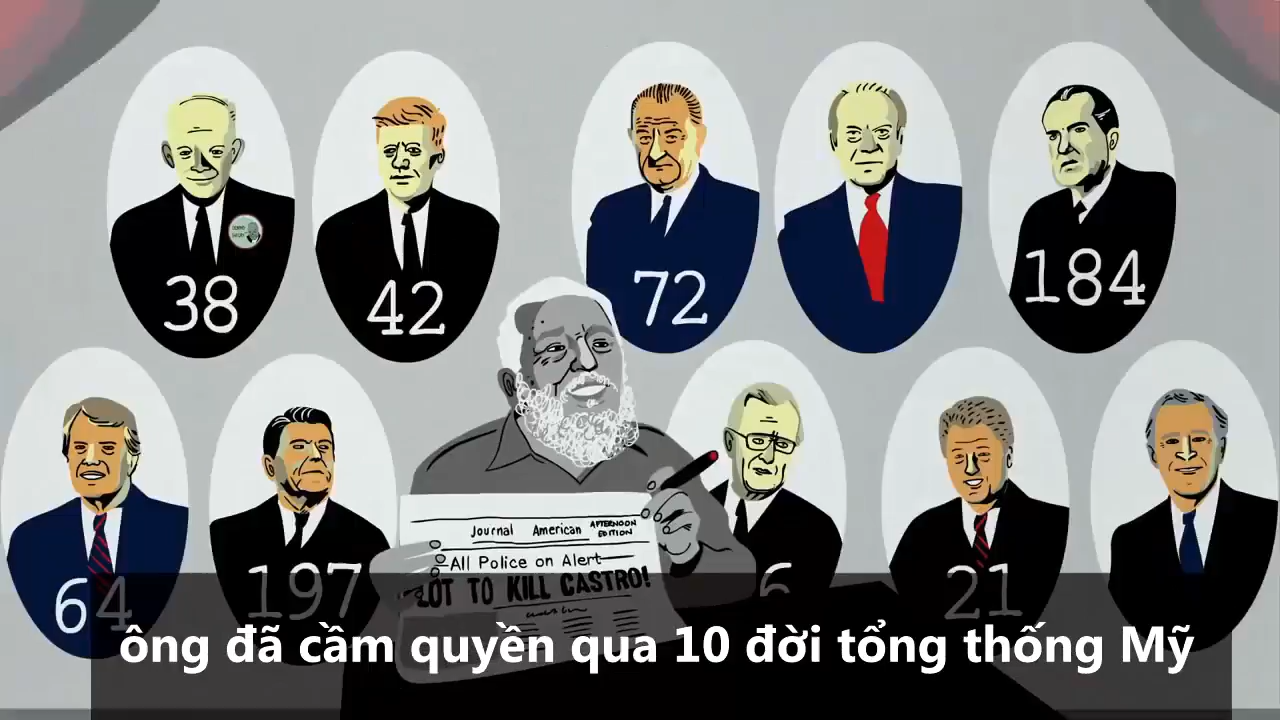 38
42
72
184
64
197
6
21
Journal American AFTERNOON EDITION
All Police on Alert
LOT TO KILL CASTRO!
ông đã cầm quyền qua 10 đời tổng thống Mỹ